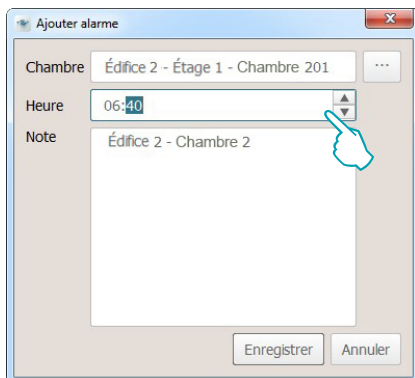 Ajouter alarme
Chambre Édifice 2 - Étage 1 - Chambre 201 ...
Heure 06:40
Note Édifice 2 - Chambre 2
Enregistrer Annuler